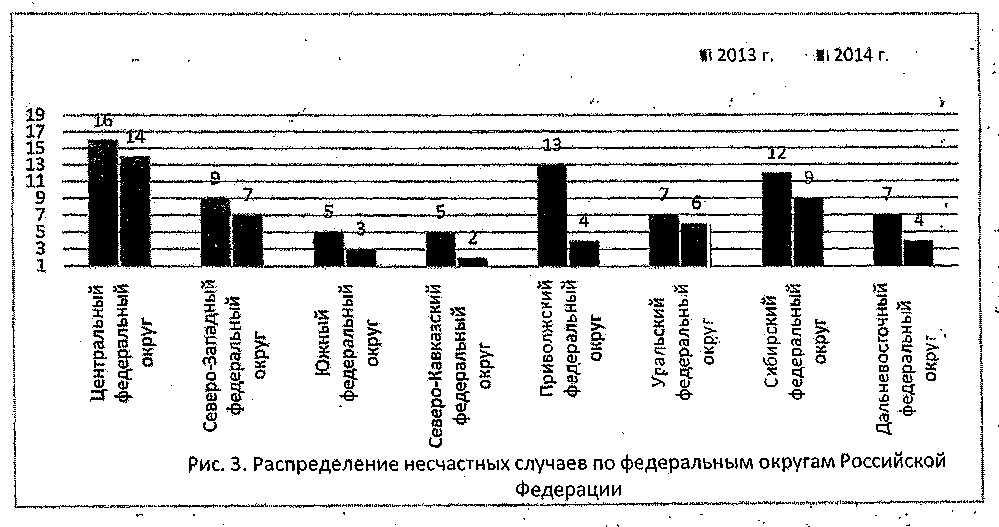 2013 г. 2014 г.
19
17
15
13
11
9
7
5
3
1
16 14
9 7
5 3
5 2
13 4
7 6
12 9
7 4
Центральный
федеральный
округ
Северо-Западный
федеральный
округ
Южный
федеральный
округ
Северо-Кавказский
федеральный
округ
Приволжский
федеральный
округ
Уральский
федеральный
округ
Сибирский
федеральный
округ
Дальневосточный
федеральный
округ
Рис. 3. Распределение несчастных случаев по федеральным округам Российской
Федерации